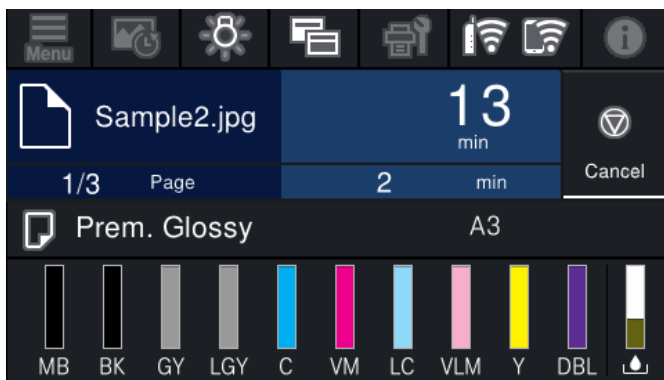 Menu
Sample2.jpg
13
min
1/3 Page
2 min
Cancel
Prem. Glossy A3
MB BK GY LGY C VM LC VLM Y DBL